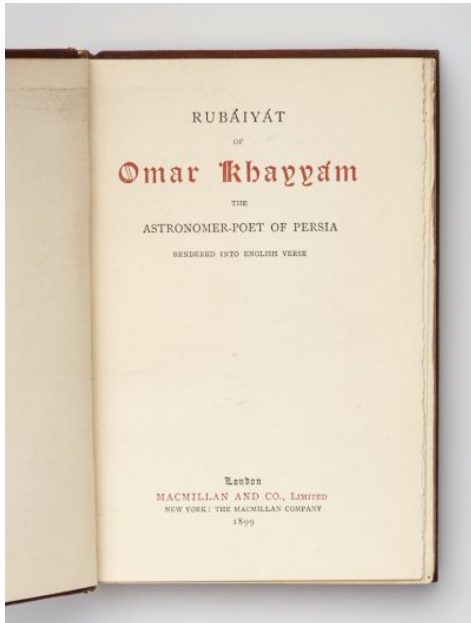 RUBÁIYÁT
OF
Omar Khayyám
THE
ASTRONOMER-POET OF PERSIA
RENDERED INTO ENGLISH VERSE
London
MACMILLAN AND CO., LIMITED
NEW YORK: THE MACMILLAN COMPANY
1899